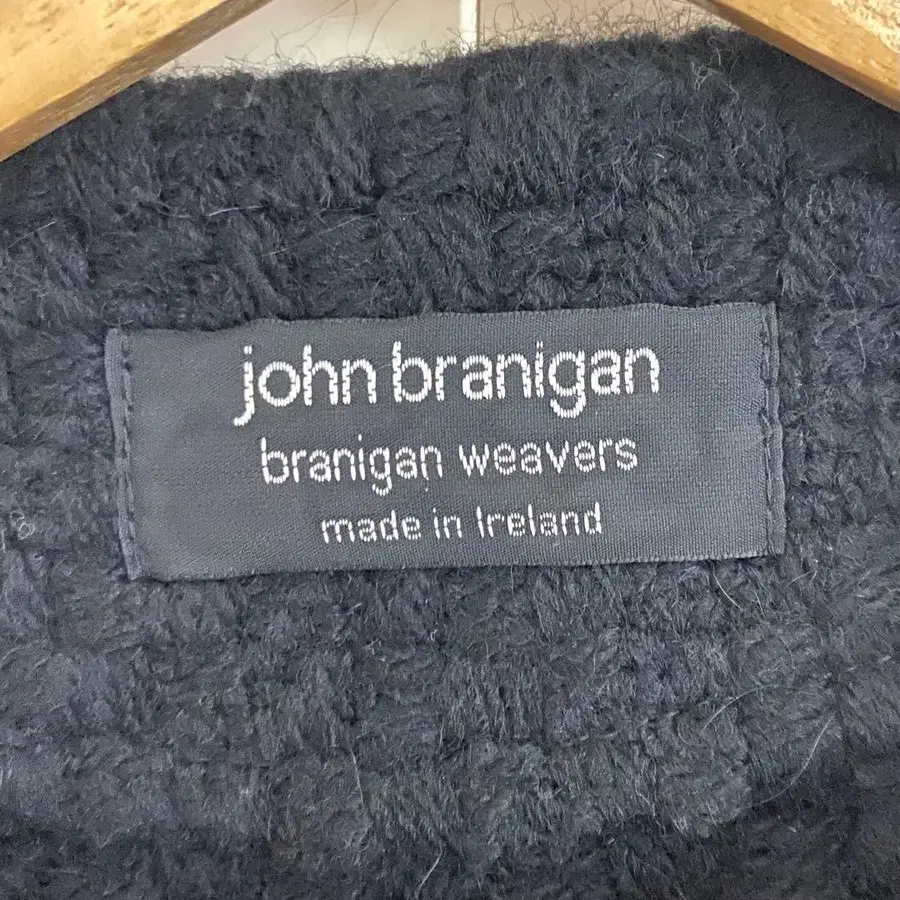 john branigan
branigan weavers
made in Ireland